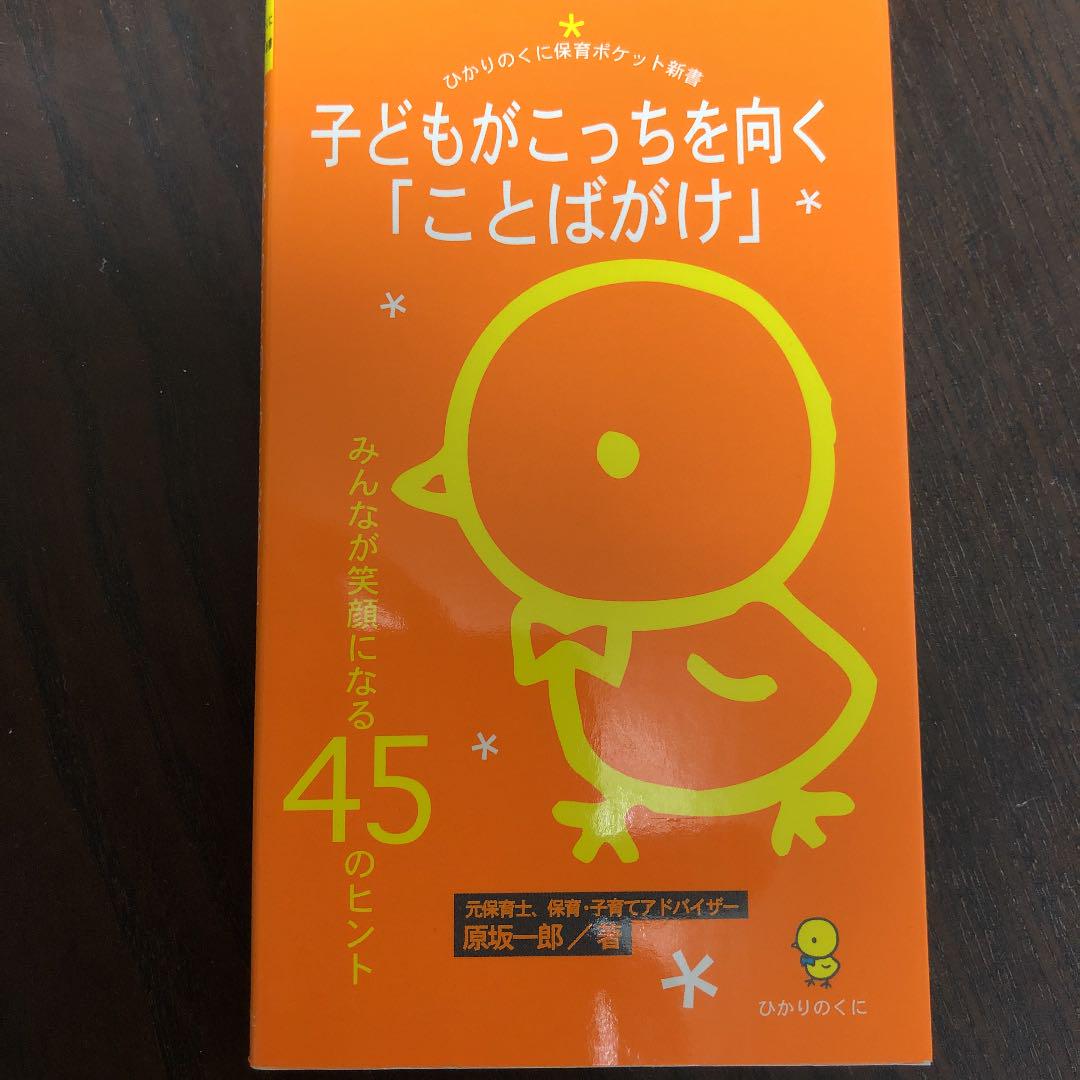 ひかりのくに保育ポケット新書
子どもがこっちを向く
「ことばがけ」
みんなが笑顔になる
45
のヒント
元保育士、保育・子育てアドバイザー
原坂一郎／著
ひかりのくに